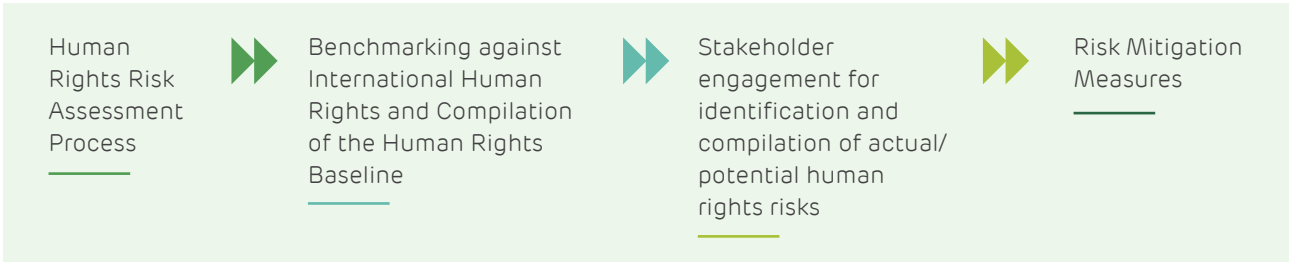 Human
Rights Risk
Assessment
Process
Benchmarking against
International Human
Rights and Compilation
of the Human Rights
Baseline
Stakeholder
engagement for
identification and
compilation of actual/
potential human
rights risks
Risk Mitigation
Measures